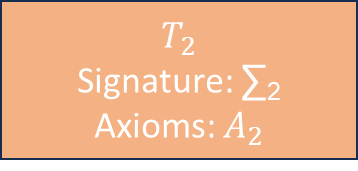 T₂
Signature: ∑₂
Axioms: A₂